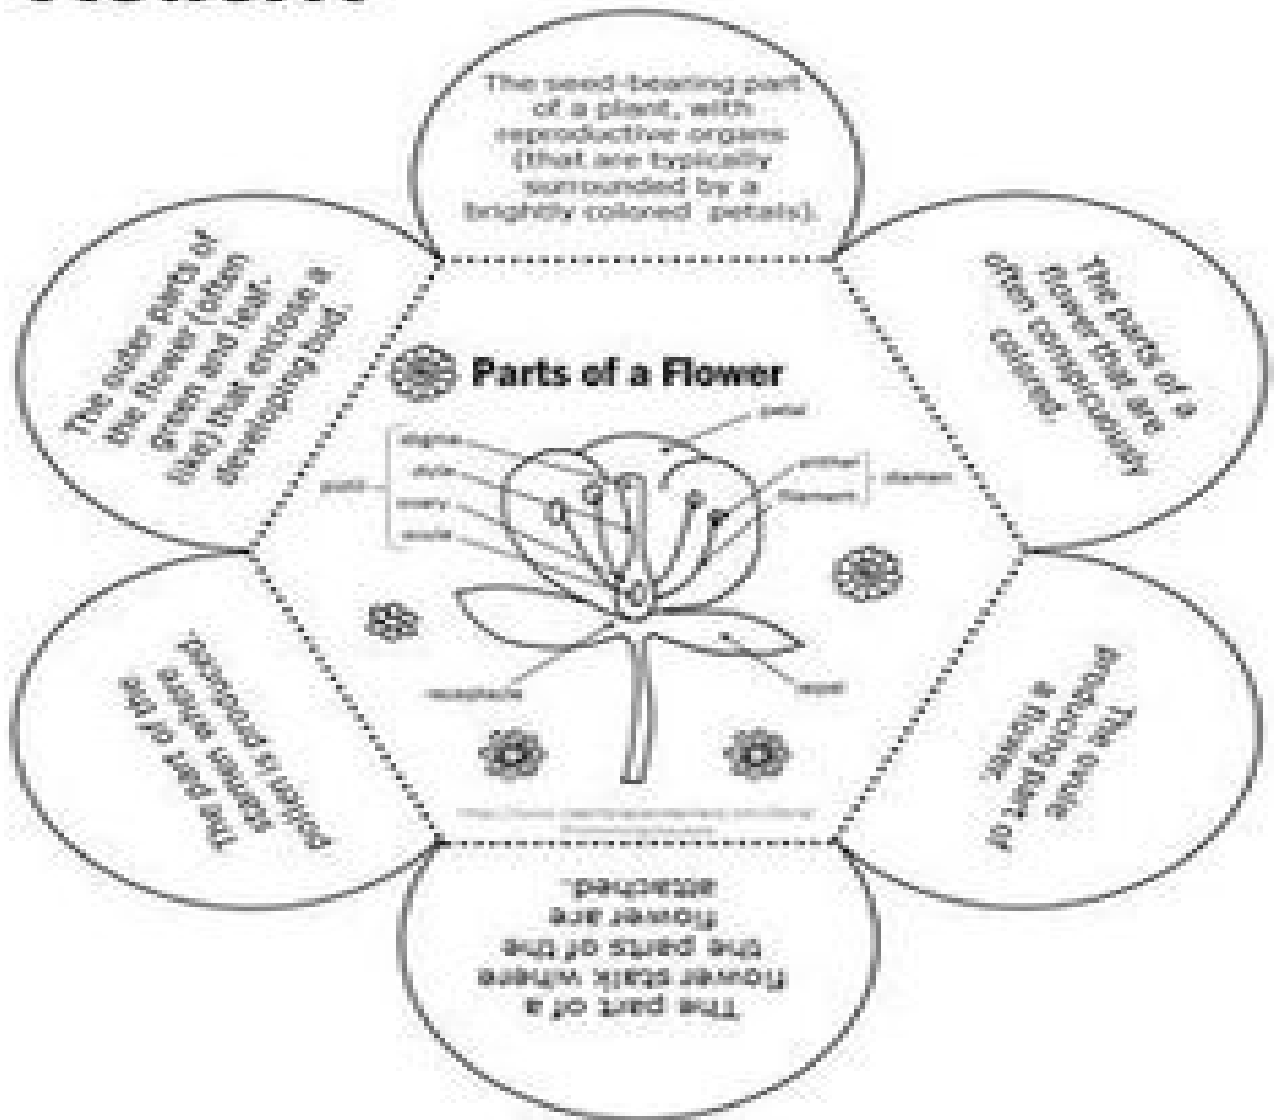 The seed-bearing part
of a plant, with
reproductive organs
(that are typically
surrounded by a
brightly colored petals).
The parts of a
flower that are
often conspicuously
colored.
The ovule
producing part of
a flower.
The part of a
flower stalk where
the parts of the
flower are
attached.
The part of the
stamen where
pollen is produced.
The outer parts of
the flower (often
green and leaf-
like) that enclose a
developing bud.
Parts of a Flower
petal
stigma
style
pistil
ovary
ovule
anther
filament
stamen
receptacle
sepal